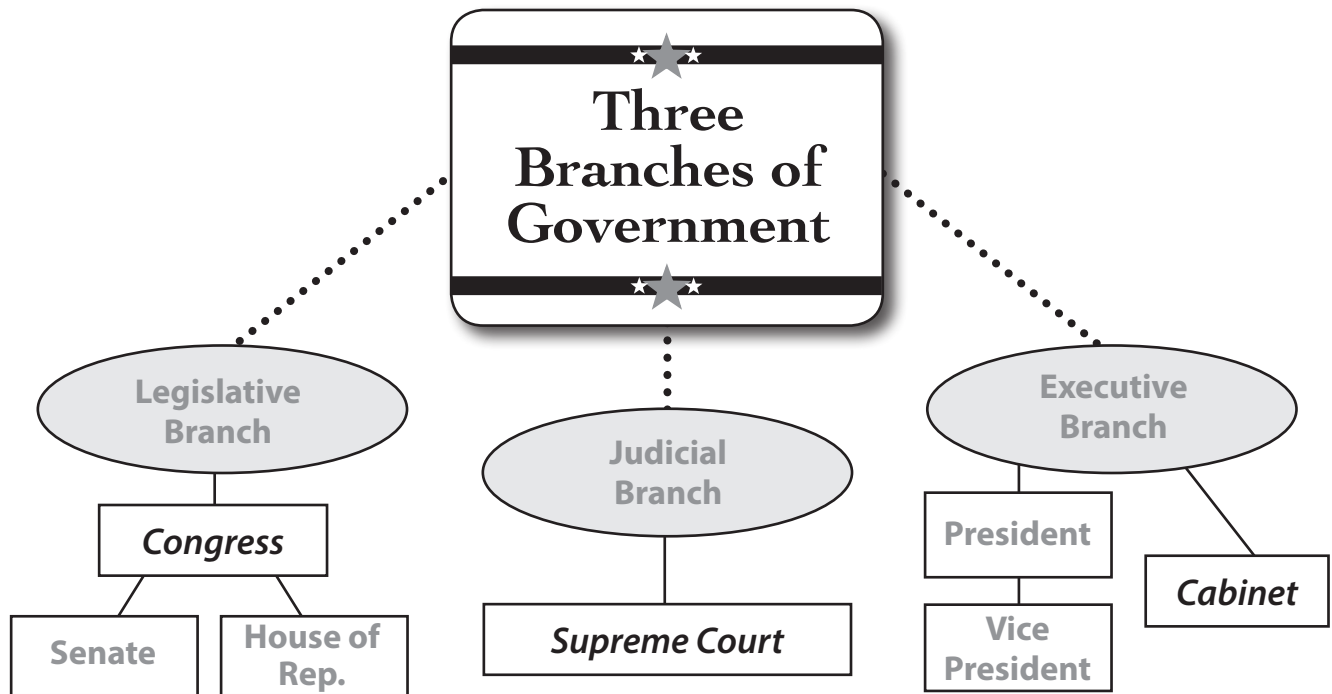 Three
Branches of
Government
Legislative
Branch
Judicial
Branch
Executive
Branch
Congress
Senate
House of
Rep.
Supreme Court
President
Vice
President
Cabinet